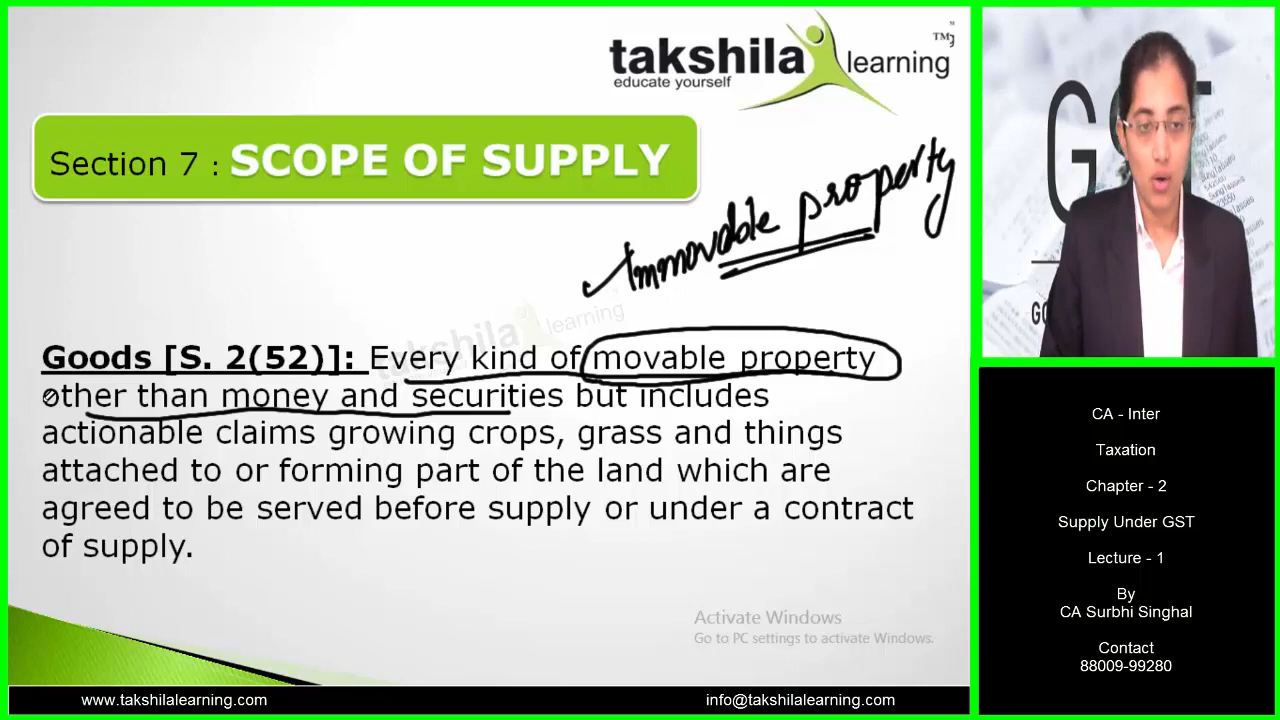 takshila learning
TM
educate yourself
Section 7 : SCOPE OF SUPPLY
Immovable property
takshila learning
Goods [S. 2(52)]: Every kind of movable property
other than money and securities but includes
actionable claims growing crops, grass and things
attached to or forming part of the land which are
agreed to be served before supply or under a contract
of supply.
Activate Windows
Go to PC settings to activate Windows.
www.takshilalearning.com
info@takshilalearning.com
GST
CA - Inter
Taxation
Chapter - 2
Supply Under GST
Lecture - 1
By
CA Surbhi Singhal
Contact
88009-99280